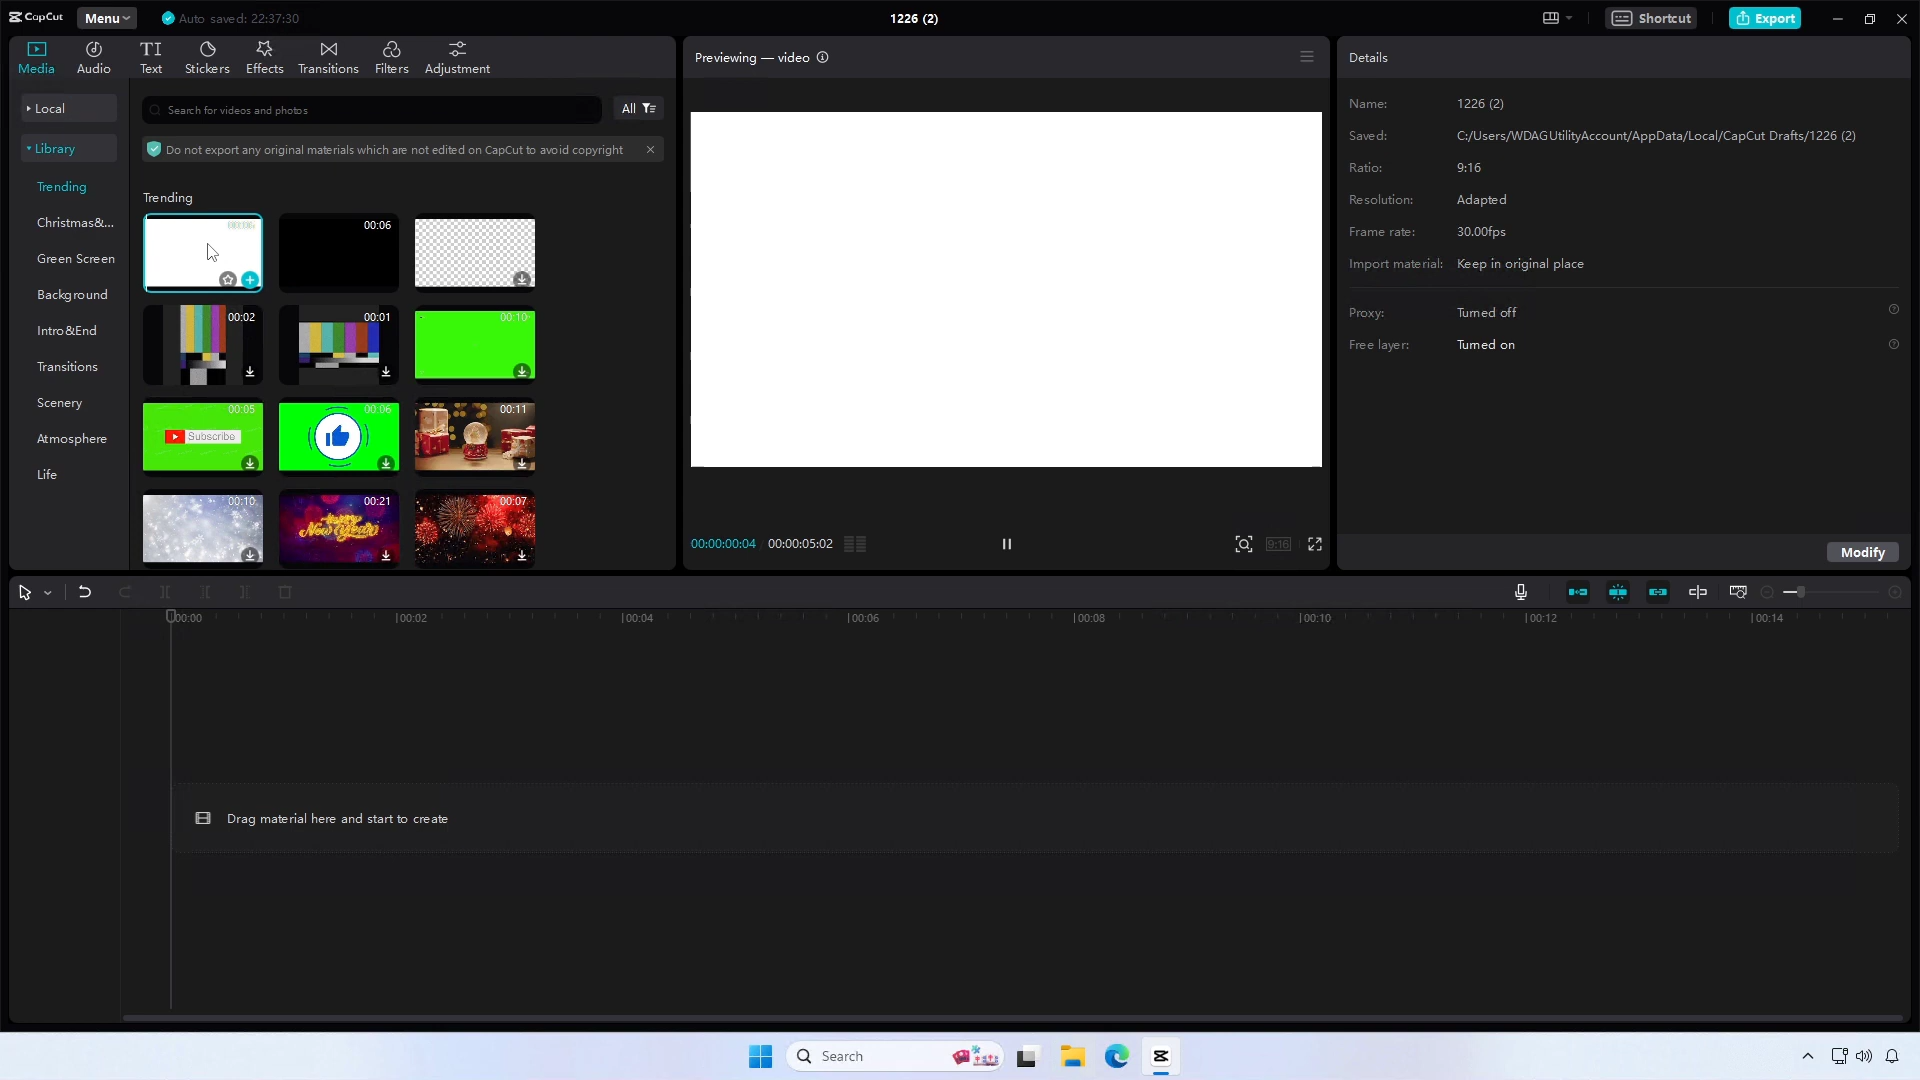 CapCut
Menu
Auto saved: 22:37:30
1226 (2)
Shortcut
Export
Media
Audio
Text
Stickers
Effects
Transitions
Filters
Adjustment
Local
Library
Trending
Christmas&...
Green Screen
Background
Intro&End
Transitions
Scenery
Atmosphere
Life
Search for videos and photos
All
Do not export any original materials which are not edited on CapCut to avoid copyright
Trending
00:06
00:02
00:01
00:10
00:05
00:06
00:11
Subscribe
00:10
00:21
00:07
Happy
New Year
Previewing — video
00:00:00:04
00:00:05:02
9:16
Details
Name: 1226 (2)
Saved: C:/Users/WDAGUtilityAccount/AppData/Local/CapCut Drafts/1226 (2)
Ratio: 9:16
Resolution: Adapted
Frame rate: 30.00fps
Import material: Keep in original place
Proxy: Turned off
Free layer: Turned on
Modify
00:00
00:02
00:04
00:06
00:08
00:10
00:12
00:14
Drag material here and start to create
Search